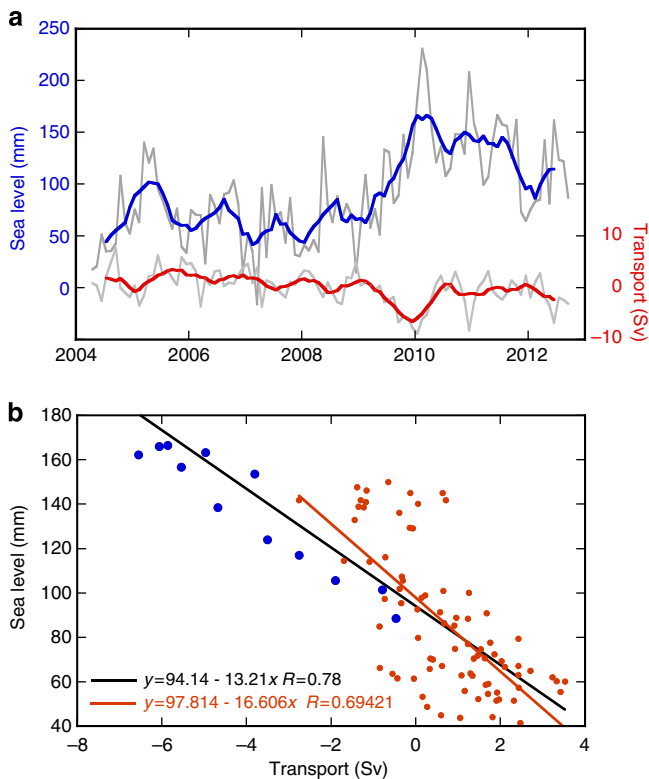 a
250
200
150
100
50
0
Sea level (mm)
10
0
−10
Transport (Sv)
2004 2006 2008 2010 2012
b
180
160
140
120
100
80
60
40
Sea level (mm)
y=94.14 - 13.21x R=0.78
y=97.814 - 16.606x R=0.69421
−8 −6 −4 −2 0 2 4
Transport (Sv)